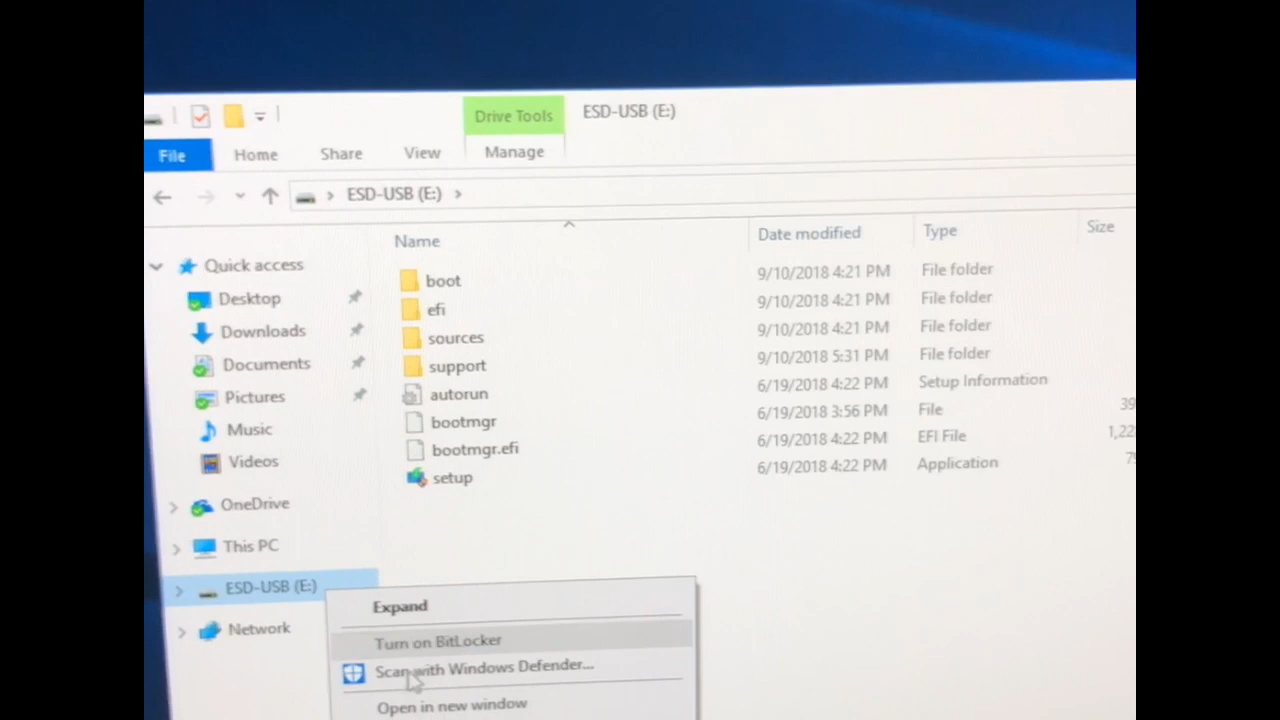 Drive Tools ESD-USB (E:)
File Home Share View Manage
ESD-USB (E:)
Name Date modified Type Size
Quick access
Desktop
Downloads
Documents
Pictures
Music
Videos
OneDrive
This PC
ESD-USB (E:)
Network
boot 9/10/2018 4:21 PM File folder
efi 9/10/2018 4:21 PM File folder
sources 9/10/2018 4:21 PM File folder
support 9/10/2018 5:31 PM File folder
autorun 6/19/2018 4:22 PM Setup Information
bootmgr 6/19/2018 3:56 PM File 39
bootmgr.efi 6/19/2018 4:22 PM EFI File 1,22
setup 6/19/2018 4:22 PM Application
Expand
Turn on BitLocker
Scan with Windows Defender...
Open in new window